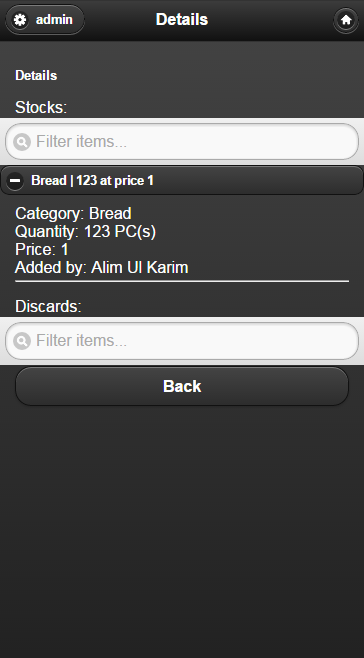 admin
Details
Details
Stocks:
Filter items...
Bread | 123 at price 1
Category: Bread
Quantity: 123 PC(s)
Price: 1
Added by: Alim Ul Karim
Discards:
Filter items...
Back